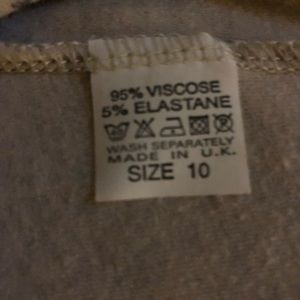 95% VISCOSE
5% ELASTANE
WASH SEPARATELY
MADE IN U.K.
SIZE 10